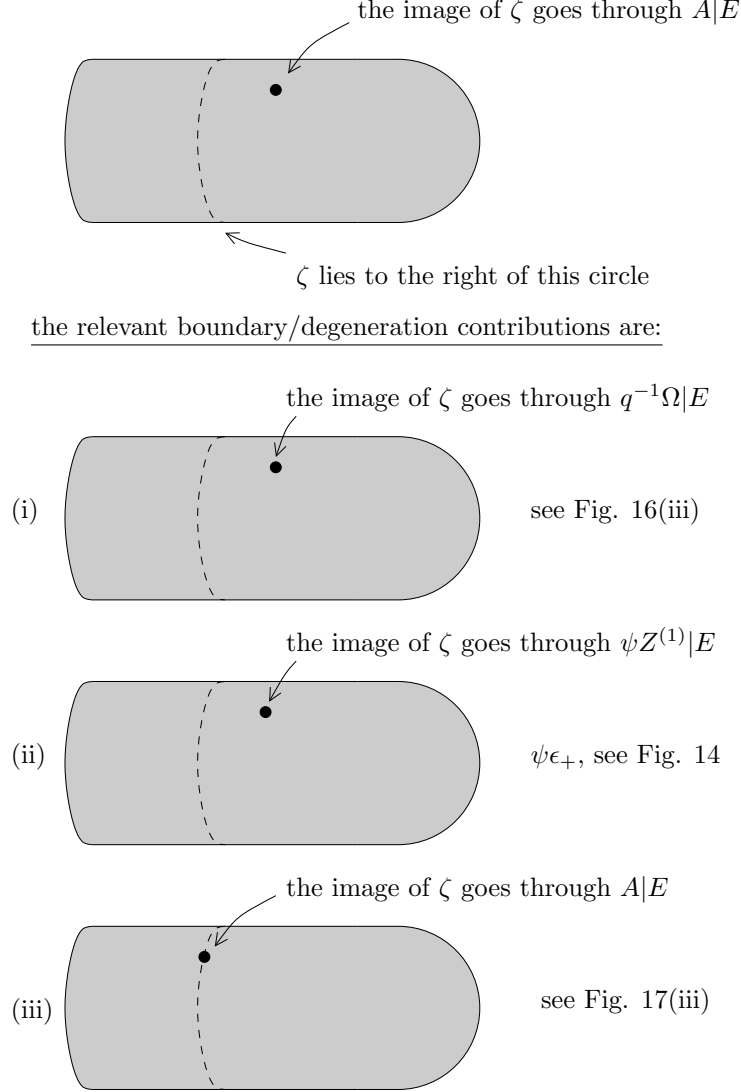 the image of ζ goes through A|E
ζ lies to the right of this circle
the relevant boundary/degeneration contributions are:
the image of ζ goes through q⁻¹Ω|E
(i)
see Fig. 16(iii)
the image of ζ goes through ψZ⁽¹⁾|E
(ii)
ψϵ₊, see Fig. 14
the image of ζ goes through A|E
(iii)
see Fig. 17(iii)